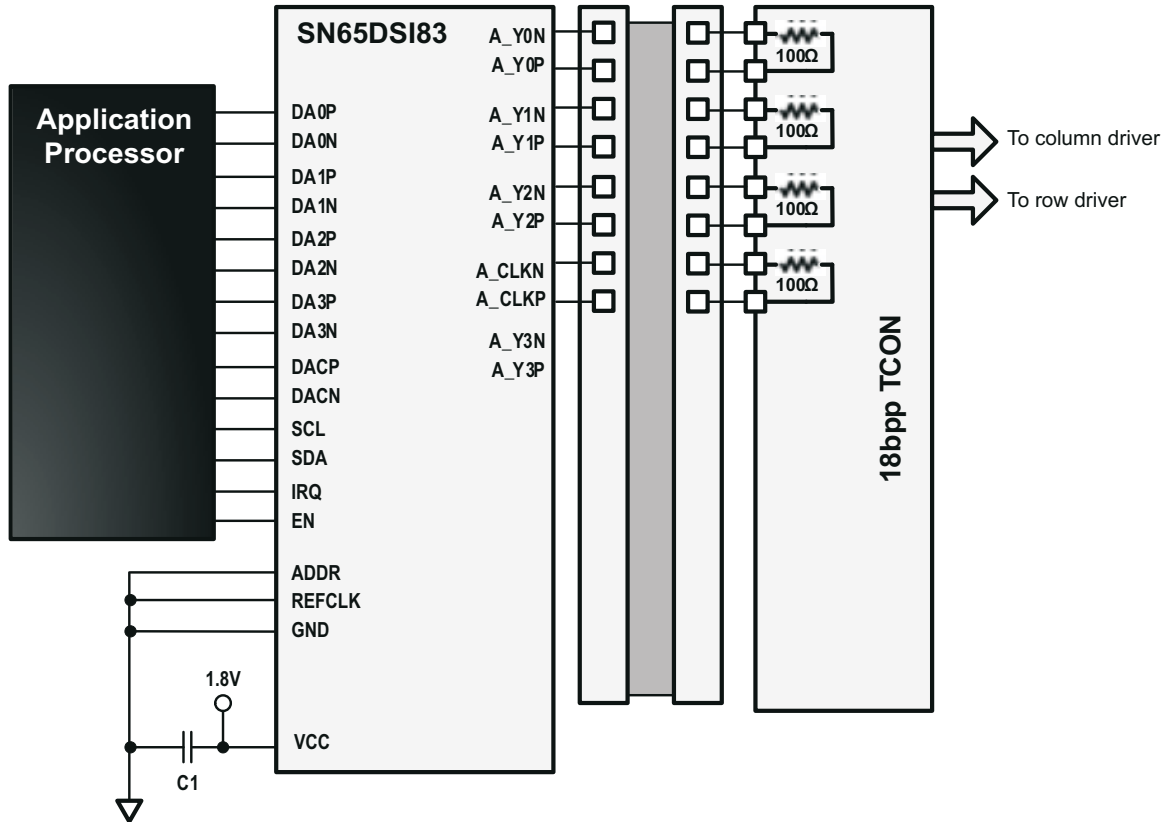 SN65DSI83
Application
Processor
DA0P
DA0N
DA1P
DA1N
DA2P
DA2N
DA3P
DA3N
DACP
DACN
SCL
SDA
IRQ
EN
ADDR
REFCLK
GND
1.8V
VCC
C1
A_Y0N
A_Y0P
A_Y1N
A_Y1P
A_Y2N
A_Y2P
A_CLKN
A_CLKP
A_Y3N
A_Y3P
100Ω
100Ω
100Ω
100Ω
18bpp TCON
To column driver
To row driver